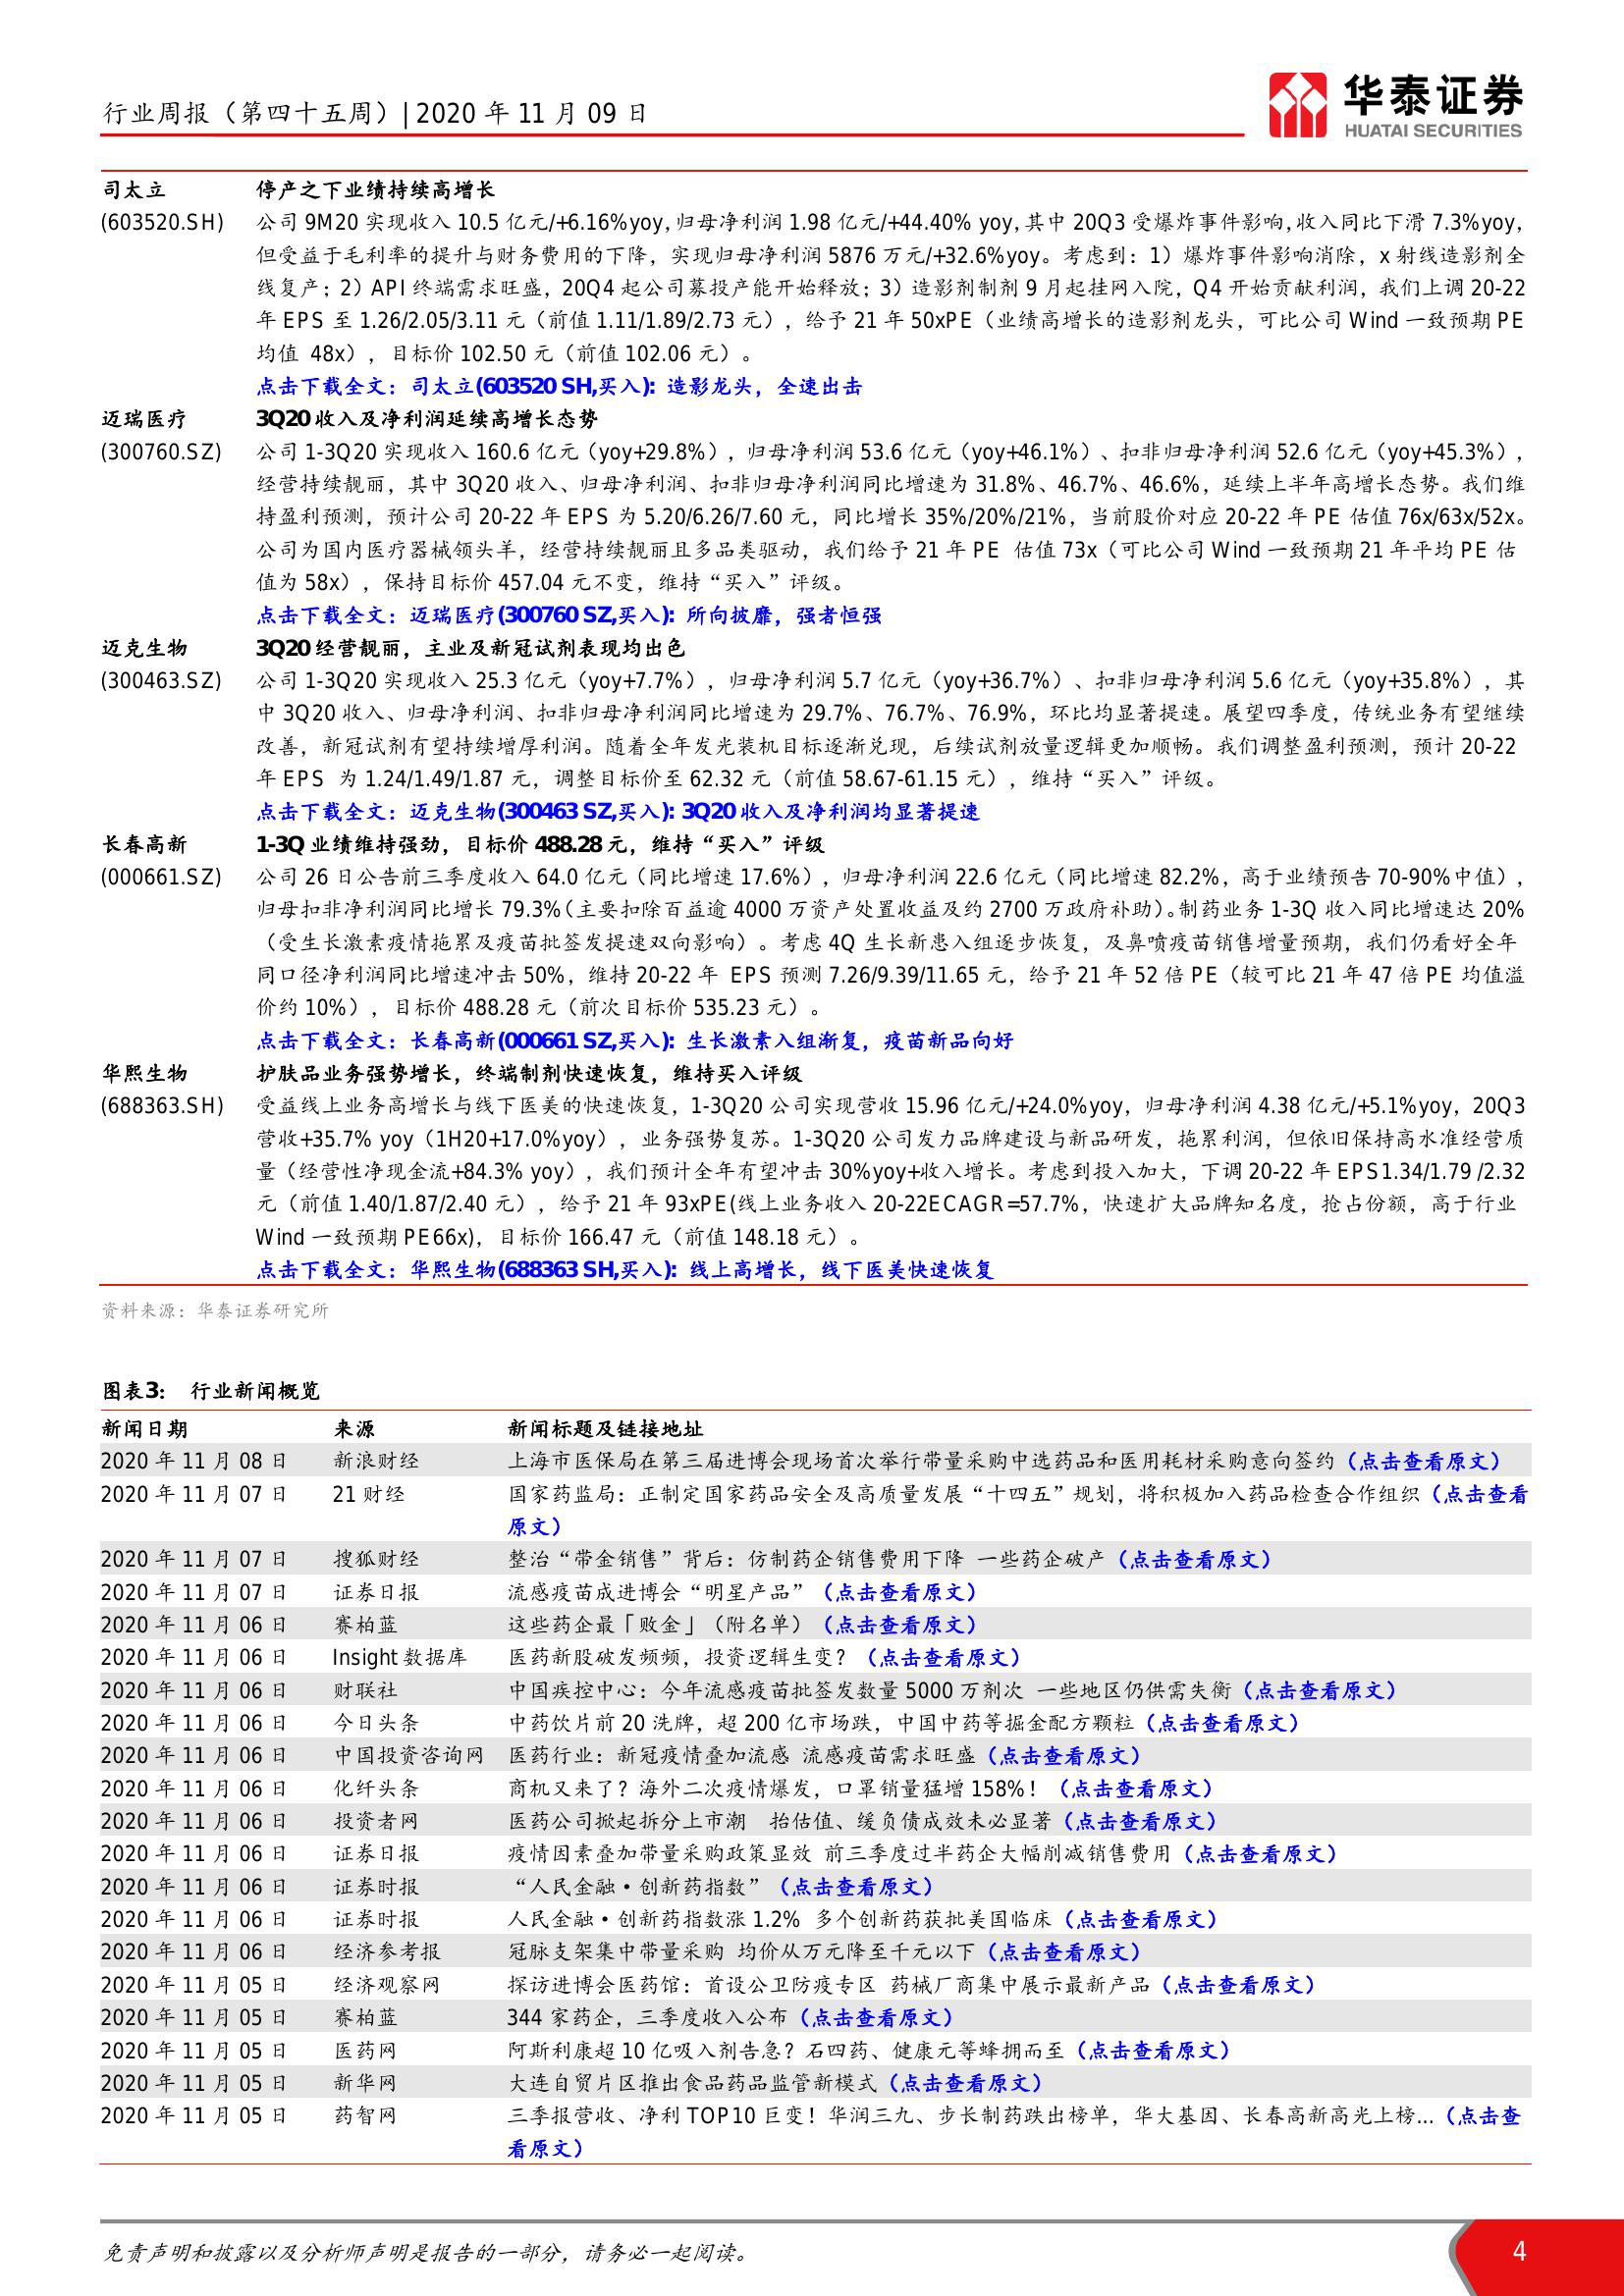 行业周报（第四十五周）| 2020 年 11 月 09 日
华泰证券
HUATAI SECURITIES
司太立 停产之下业绩持续高增长
(603520.SH) 公司 9M20 实现收入 10.5 亿元/+6.16%yoy，归母净利润 1.98 亿元/+44.40% yoy，其中 20Q3 受爆炸事件影响，收入同比下滑 7.3%yoy，
但受益于毛利率的提升与财务费用的下降，实现归母净利润 5876 万元/+32.6%yoy。考虑到：1）爆炸事件影响消除，x 射线造影剂全
线复产；2）API 终端需求旺盛，20Q4 起公司募投产能开始释放；3）造影剂制剂 9 月起挂网入院，Q4 开始贡献利润，我们上调 20-22
年 EPS 至 1.26/2.05/3.11 元（前值 1.11/1.89/2.73 元），给予 21 年 50xPE（业绩高增长的造影剂龙头，可比公司 Wind 一致预期 PE
均值 48x），目标价 102.50 元（前值 102.06 元）。
点击下载全文：司太立(603520 SH,买入)：造影龙头，全速出击
迈瑞医疗 3Q20 收入及净利润延续高增长态势
(300760.SZ) 公司 1-3Q20 实现收入 160.6 亿元（yoy+29.8%），归母净利润 53.6 亿元（yoy+46.1%）、扣非归母净利润 52.6 亿元（yoy+45.3%），
经营持续靓丽，其中 3Q20 收入、归母净利润、扣非归母净利润同比增速为 31.8%、46.7%、46.6%，延续上半年高增长态势。我们维
持盈利预测，预计公司 20-22 年 EPS 为 5.20/6.26/7.60 元，同比增长 35%/20%/21%，当前股价对应 20-22 年 PE 估值 76x/63x/52x。
公司为国内医疗器械领头羊，经营持续靓丽且多品类驱动，我们给予 21 年 PE 估值 73x（可比公司 Wind 一致预期 21 年平均 PE 估
值为 58x），保持目标价 457.04 元不变，维持“买入”评级。
点击下载全文：迈瑞医疗(300760 SZ,买入)：所向披靡，强者恒强
迈克生物 3Q20 经营靓丽，主业及新冠试剂表现均出色
(300463.SZ) 公司 1-3Q20 实现收入 25.3 亿元（yoy+7.7%），归母净利润 5.7 亿元（yoy+36.7%）、扣非归母净利润 5.6 亿元（yoy+35.8%），其
中 3Q20 收入、归母净利润、扣非归母净利润同比增速为 29.7%、76.7%、76.9%，环比均显著提速。展望四季度，传统业务有望继续
改善，新冠试剂有望持续增厚利润。随着全年发光装机目标逐渐兑现，后续试剂放量逻辑更加顺畅。我们调整盈利预测，预计 20-22
年 EPS 为 1.24/1.49/1.87 元，调整目标价至 62.32 元（前值 58.67-61.15 元），维持“买入”评级。
点击下载全文：迈克生物(300463 SZ,买入)：3Q20 收入及净利润均显著提速
长春高新 1-3Q 业绩维持强劲，目标价 488.28 元，维持“买入”评级
(000661.SZ) 公司 26 日公告前三季度收入 64.0 亿元（同比增速 17.6%），归母净利润 22.6 亿元（同比增速 82.2%，高于业绩预告 70-90%中值），
归母扣非净利润同比增长 79.3%（主要扣除百益逾 4000 万资产处置收益及约 2700 万政府补助）。制药业务 1-3Q 收入同比增速达 20%
（受生长激素疫情拖累及疫苗批签发提速双向影响）。考虑 4Q 生长新患入组逐步恢复，及鼻喷疫苗销售增量预期，我们仍看好全年
同口径净利润同比增速冲击 50%，维持 20-22 年 EPS 预测 7.26/9.39/11.65 元，给予 21 年 52 倍 PE（较可比 21 年 47 倍 PE 均值溢
价约 10%），目标价 488.28 元（前次目标价 535.23 元）。
点击下载全文：长春高新(000661 SZ,买入)：生长激素入组渐复，疫苗新品向好
华熙生物 护肤品业务强势增长，终端制剂快速恢复，维持买入评级
(688363.SH) 受益线上业务高增长与线下医美的快速恢复，1-3Q20 公司实现营收 15.96 亿元/+24.0%yoy，归母净利润 4.38 亿元/+5.1%yoy，20Q3
营收+35.7% yoy（1H20+17.0%yoy），业务强势复苏。1-3Q20 公司发力品牌建设与新品研发，拖累利润，但依旧保持高水准经营质
量（经营性净现金流+84.3% yoy），我们预计全年有望冲击 30%yoy+收入增长。考虑到投入加大，下调 20-22 年 EPS1.34/1.79 /2.32
元（前值 1.40/1.87/2.40 元），给予 21 年 93xPE(线上业务收入 20-22ECAGR=57.7%，快速扩大品牌知名度，抢占份额，高于行业
Wind 一致预期 PE66x)，目标价 166.47 元（前值 148.18 元）。
点击下载全文：华熙生物(688363 SH,买入)：线上高增长，线下医美快速恢复
资料来源：华泰证券研究所
图表3： 行业新闻概览
新闻日期 来源 新闻标题及链接地址
2020 年 11 月 08 日 新浪财经 上海市医保局在第三届进博会现场首次举行带量采购中选药品和医用耗材采购意向签约（点击查看原文）
2020 年 11 月 07 日 21 财经 国家药监局：正制定国家药品安全及高质量发展“十四五”规划，将积极加入药品检查合作组织（点击查看
原文）
2020 年 11 月 07 日 搜狐财经 整治“带金销售”背后：仿制药企销售费用下降 一些药企破产（点击查看原文）
2020 年 11 月 07 日 证券日报 流感疫苗成进博会“明星产品”（点击查看原文）
2020 年 11 月 06 日 赛柏蓝 这些药企最「败金」（附名单）（点击查看原文）
2020 年 11 月 06 日 Insight 数据库 医药新股破发频频，投资逻辑生变？（点击查看原文）
2020 年 11 月 06 日 财联社 中国疾控中心：今年流感疫苗批签发数量 5000 万剂次 一些地区仍供需失衡（点击查看原文）
2020 年 11 月 06 日 今日头条 中药饮片前 20 洗牌，超 200 亿市场跌，中国中药等掘金配方颗粒（点击查看原文）
2020 年 11 月 06 日 中国投资咨询网 医药行业：新冠疫情叠加流感 流感疫苗需求旺盛（点击查看原文）
2020 年 11 月 06 日 化纤头条 商机又来了？海外二次疫情爆发，口罩销量猛增 158%！（点击查看原文）
2020 年 11 月 06 日 投资者网 医药公司掀起拆分上市潮 抬估值、缓负债成效未必显著（点击查看原文）
2020 年 11 月 06 日 证券日报 疫情因素叠加带量采购政策显效 前三季度过半药企大幅削减销售费用（点击查看原文）
2020 年 11 月 06 日 证券时报 “人民金融·创新药指数”（点击查看原文）
2020 年 11 月 06 日 证券时报 人民金融·创新药指数涨 1.2% 多个创新药获批美国临床（点击查看原文）
2020 年 11 月 06 日 经济参考报 冠脉支架集中带量采购 均价从万元降至千元以下（点击查看原文）
2020 年 11 月 05 日 经济观察网 探访进博会医药馆：首设公卫防疫专区 药械厂商集中展示最新产品（点击查看原文）
2020 年 11 月 05 日 赛柏蓝 344 家药企，三季度收入公布（点击查看原文）
2020 年 11 月 05 日 医药网 阿斯利康超 10 亿吸入剂告急？石四药、健康元等蜂拥而至（点击查看原文）
2020 年 11 月 05 日 新华网 大连自贸片区推出食品药品监管新模式（点击查看原文）
2020 年 11 月 05 日 药智网 三季报营收、净利 TOP10 巨变！华润三九、步长制药跌出榜单，华大基因、长春高新高光上榜...（点击查
看原文）
免责声明和披露以及分析师声明是报告的一部分，请务必一起阅读。
4